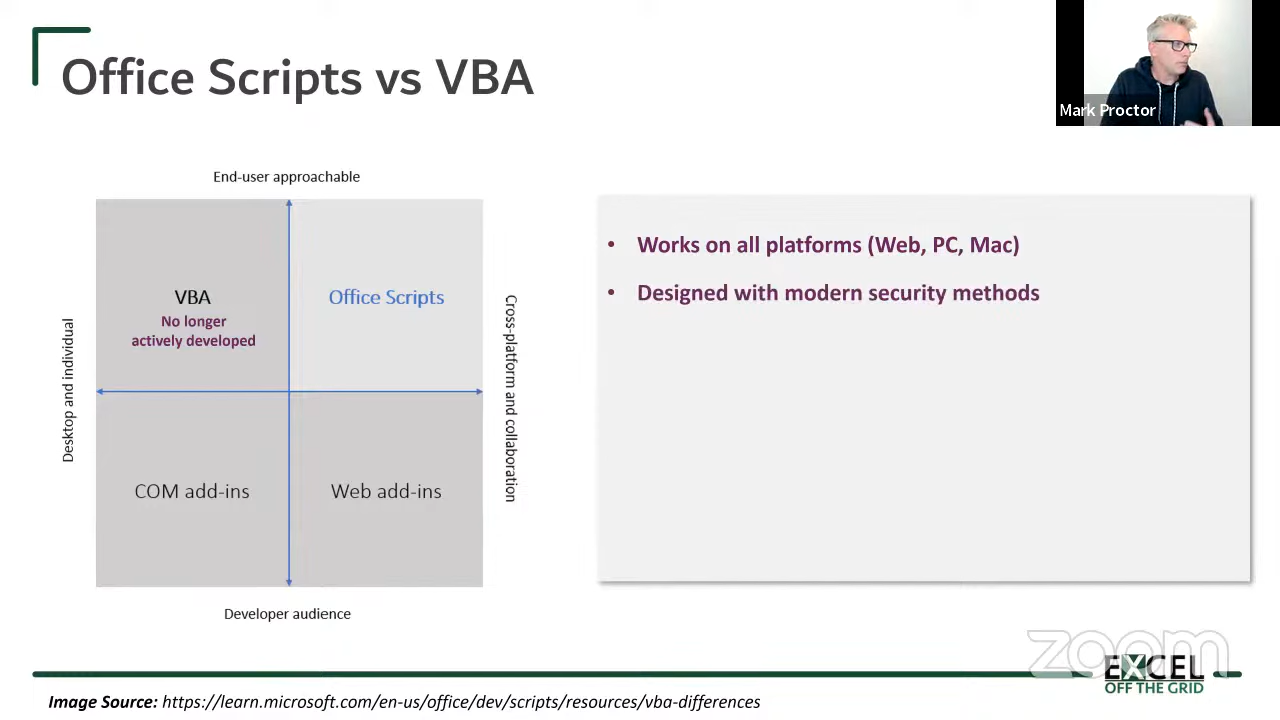 Office Scripts vs VBA
Mark Proctor
End-user approachable
VBA
No longer
actively developed
Office Scripts
Desktop and individual
Cross-platform and collaboration
COM add-ins
Web add-ins
Developer audience
• Works on all platforms (Web, PC, Mac)
• Designed with modern security methods
zoom
EXCEL
OFF THE GRID
Image Source: https://learn.microsoft.com/en-us/office/dev/scripts/resources/vba-differences